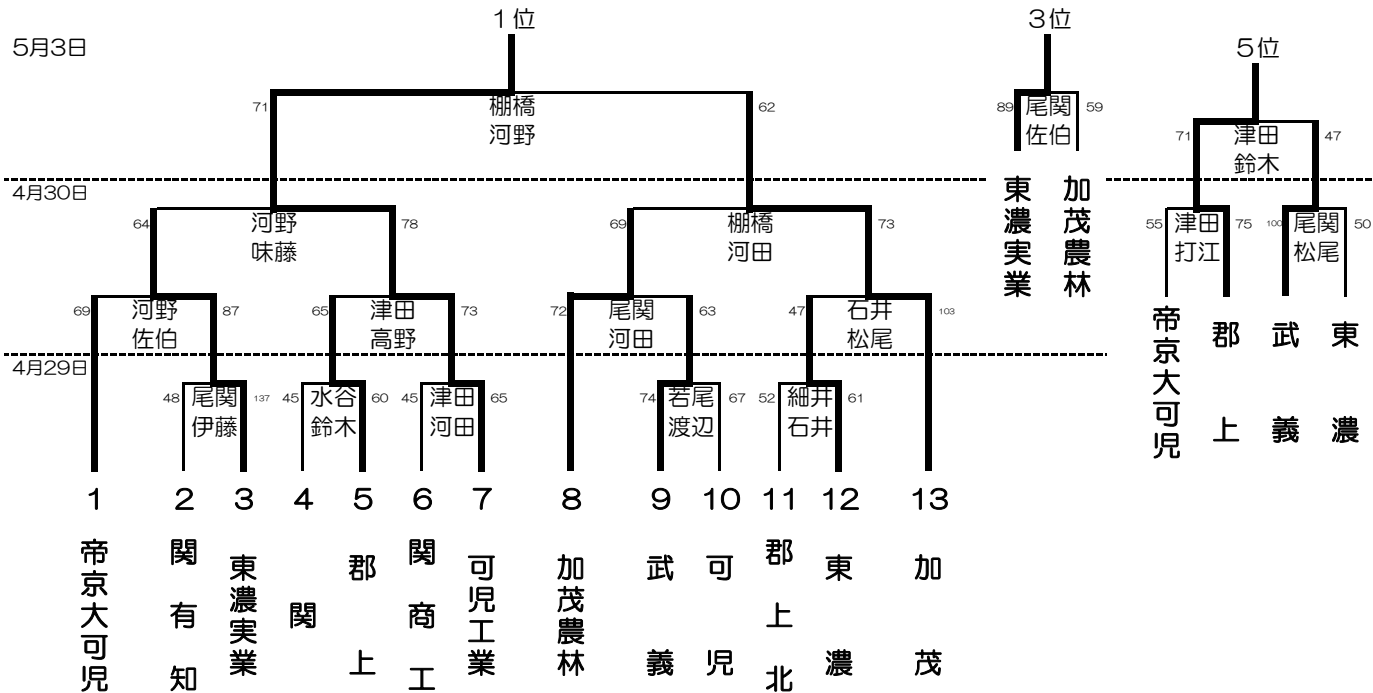 1位
3位
5位
5月3日
71
棚橋
河野
62
89
尾関
佐伯
59
71
津田
鈴木
47
4月30日
東濃実業
加茂農林
64
河野
味藤
78
69
棚橋
河田
73
55
津田
打江
75
100
尾関
松尾
50
69
河野
佐伯
87
65
津田
高野
73
72
尾関
河田
63
47
石井
松尾
103
帝京大可児
郡上
武義
東濃
4月29日
48
尾関
伊藤
137
45
水谷
鈴木
60
45
津田
河田
65
74
若尾
渡辺
67
52
細井
石井
61
1 2 3 4 5 6 7 8 9 10 11 12 13
帝京大可児
関有知
東濃実業
関
郡上
関商工
可児工業
加茂農林
武義
可児
郡上北
東濃
加茂